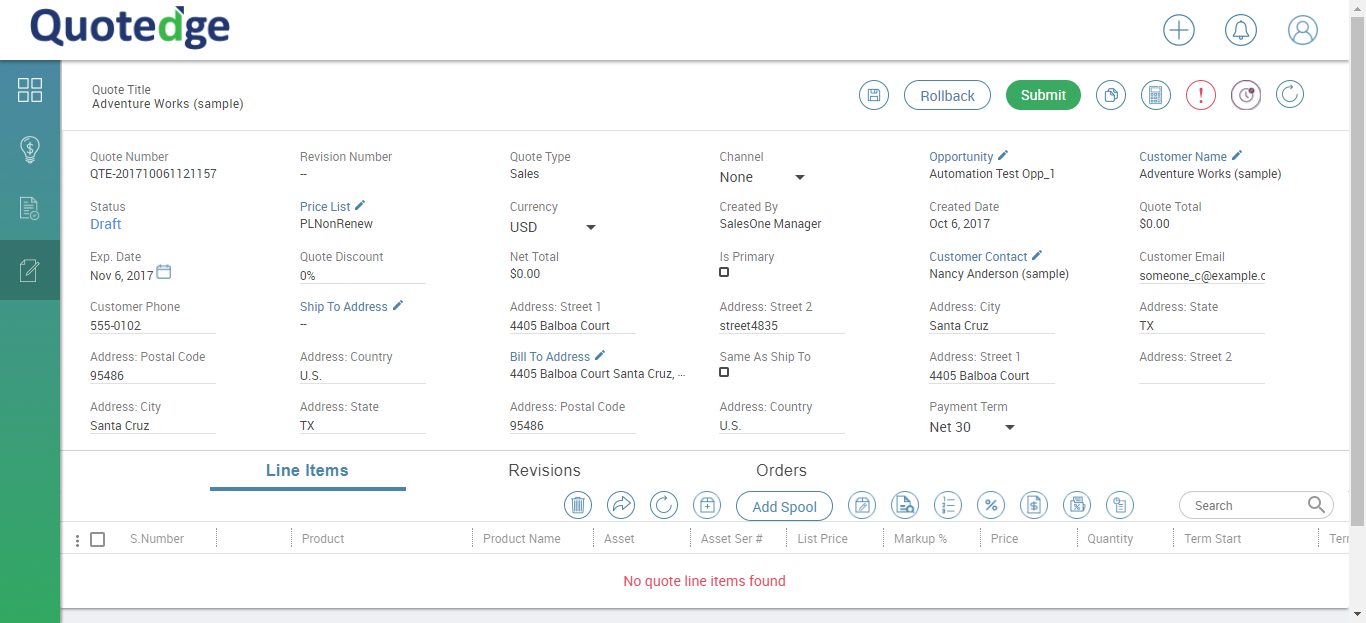 Quotedge
Quote Title
Adventure Works (sample)
Rollback
Submit
Quote Number
QTE-201710061121157
Revision Number
--
Quote Type
Sales
Channel
None
Opportunity
Automation Test Opp_1
Customer Name
Adventure Works (sample)
Status
Draft
Price List
PLNonRenew
Currency
USD
Created By
SalesOne Manager
Created Date
Oct 6, 2017
Quote Total
$0.00
Exp. Date
Nov 6, 2017
Quote Discount
0%
Net Total
$0.00
Is Primary
Customer Contact
Nancy Anderson (sample)
Customer Email
someone_c@example.c
Customer Phone
555-0102
Ship To Address
--
Address: Street 1
4405 Balboa Court
Address: Street 2
street4835
Address: City
Santa Cruz
Address: State
TX
Address: Postal Code
95486
Address: Country
U.S.
Bill To Address
4405 Balboa Court Santa Cruz, ...
Same As Ship To
Address: Street 1
4405 Balboa Court
Address: Street 2
Address: City
Santa Cruz
Address: State
TX
Address: Postal Code
95486
Address: Country
U.S.
Payment Term
Net 30
Line Items Revisions Orders
Add Spool
Search
S.Number Product Product Name Asset Asset Ser # List Price Markup % Price Quantity Term Start Terr
No quote line items found